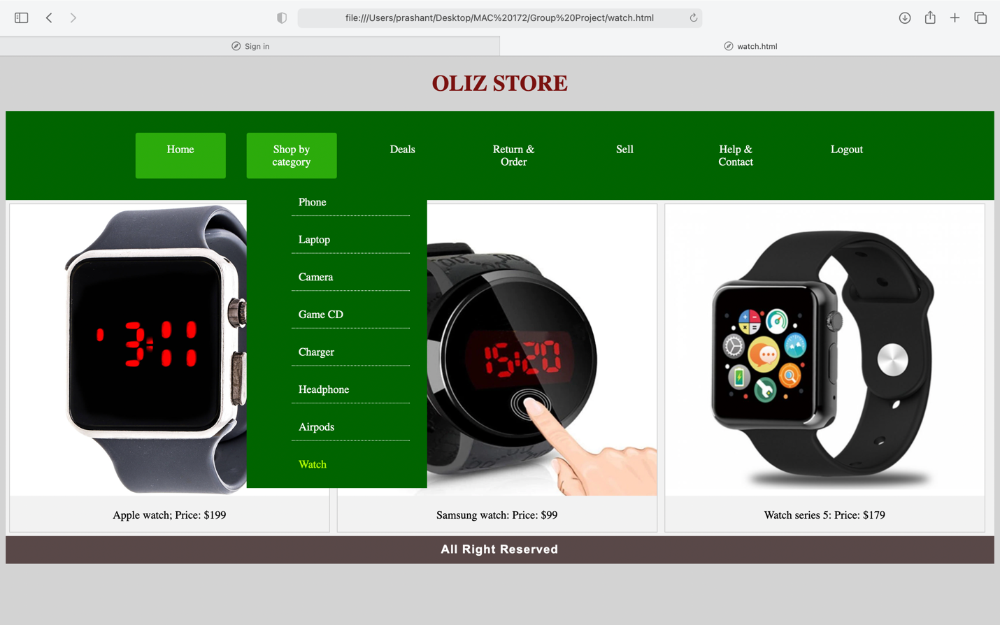 file:///Users/prashant/Desktop/MAC%20172/Group%20Project/watch.html
Sign in
watch.html
OLIZ STORE
Home
Shop by
category
Deals
Return &
Order
Sell
Help &
Contact
Logout
Phone
Laptop
Camera
Game CD
Charger
Headphone
Airpods
Watch
3:11
15:20
Apple watch; Price: $199
Samsung watch: Price: $99
Watch series 5: Price: $179
All Right Reserved